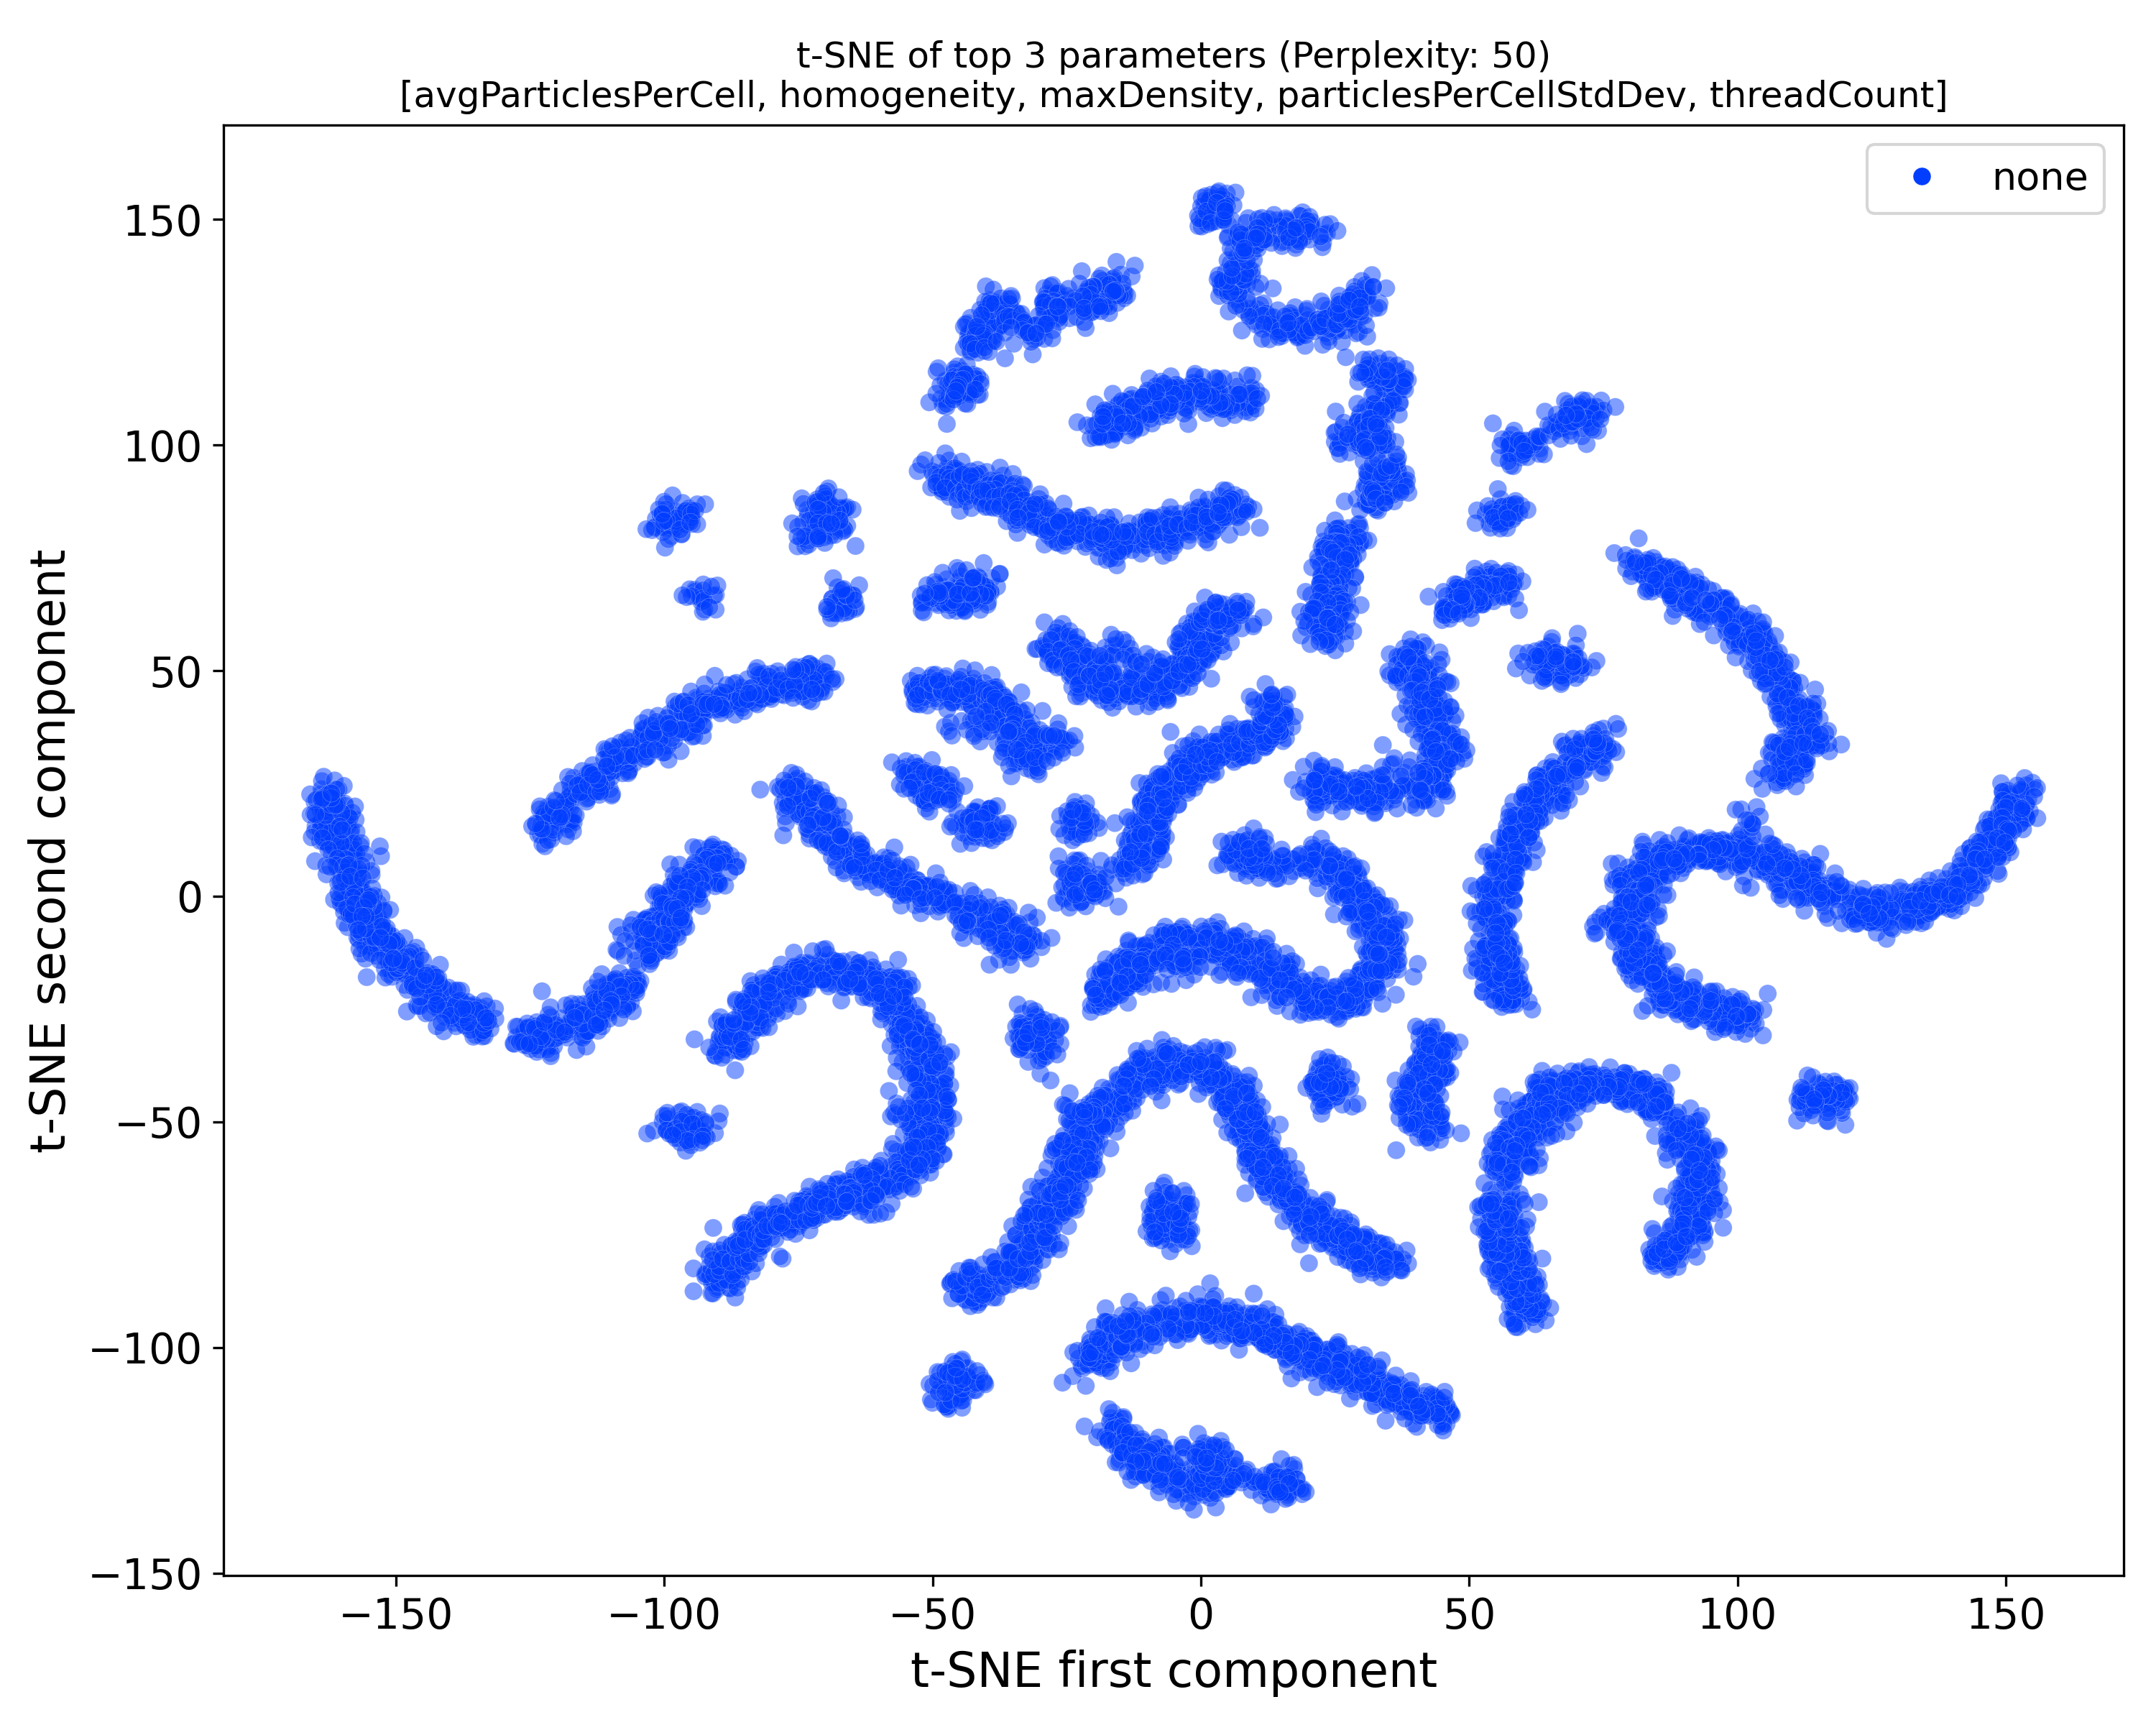 t-SNE of top 3 parameters (Perplexity: 50)
[avgParticlesPerCell, homogeneity, maxDensity, particlesPerCellStdDev, threadCount]
none
150
100
50
0
−50
−100
−150
t-SNE second component
−150
−100
−50
0
50
100
150
t-SNE first component